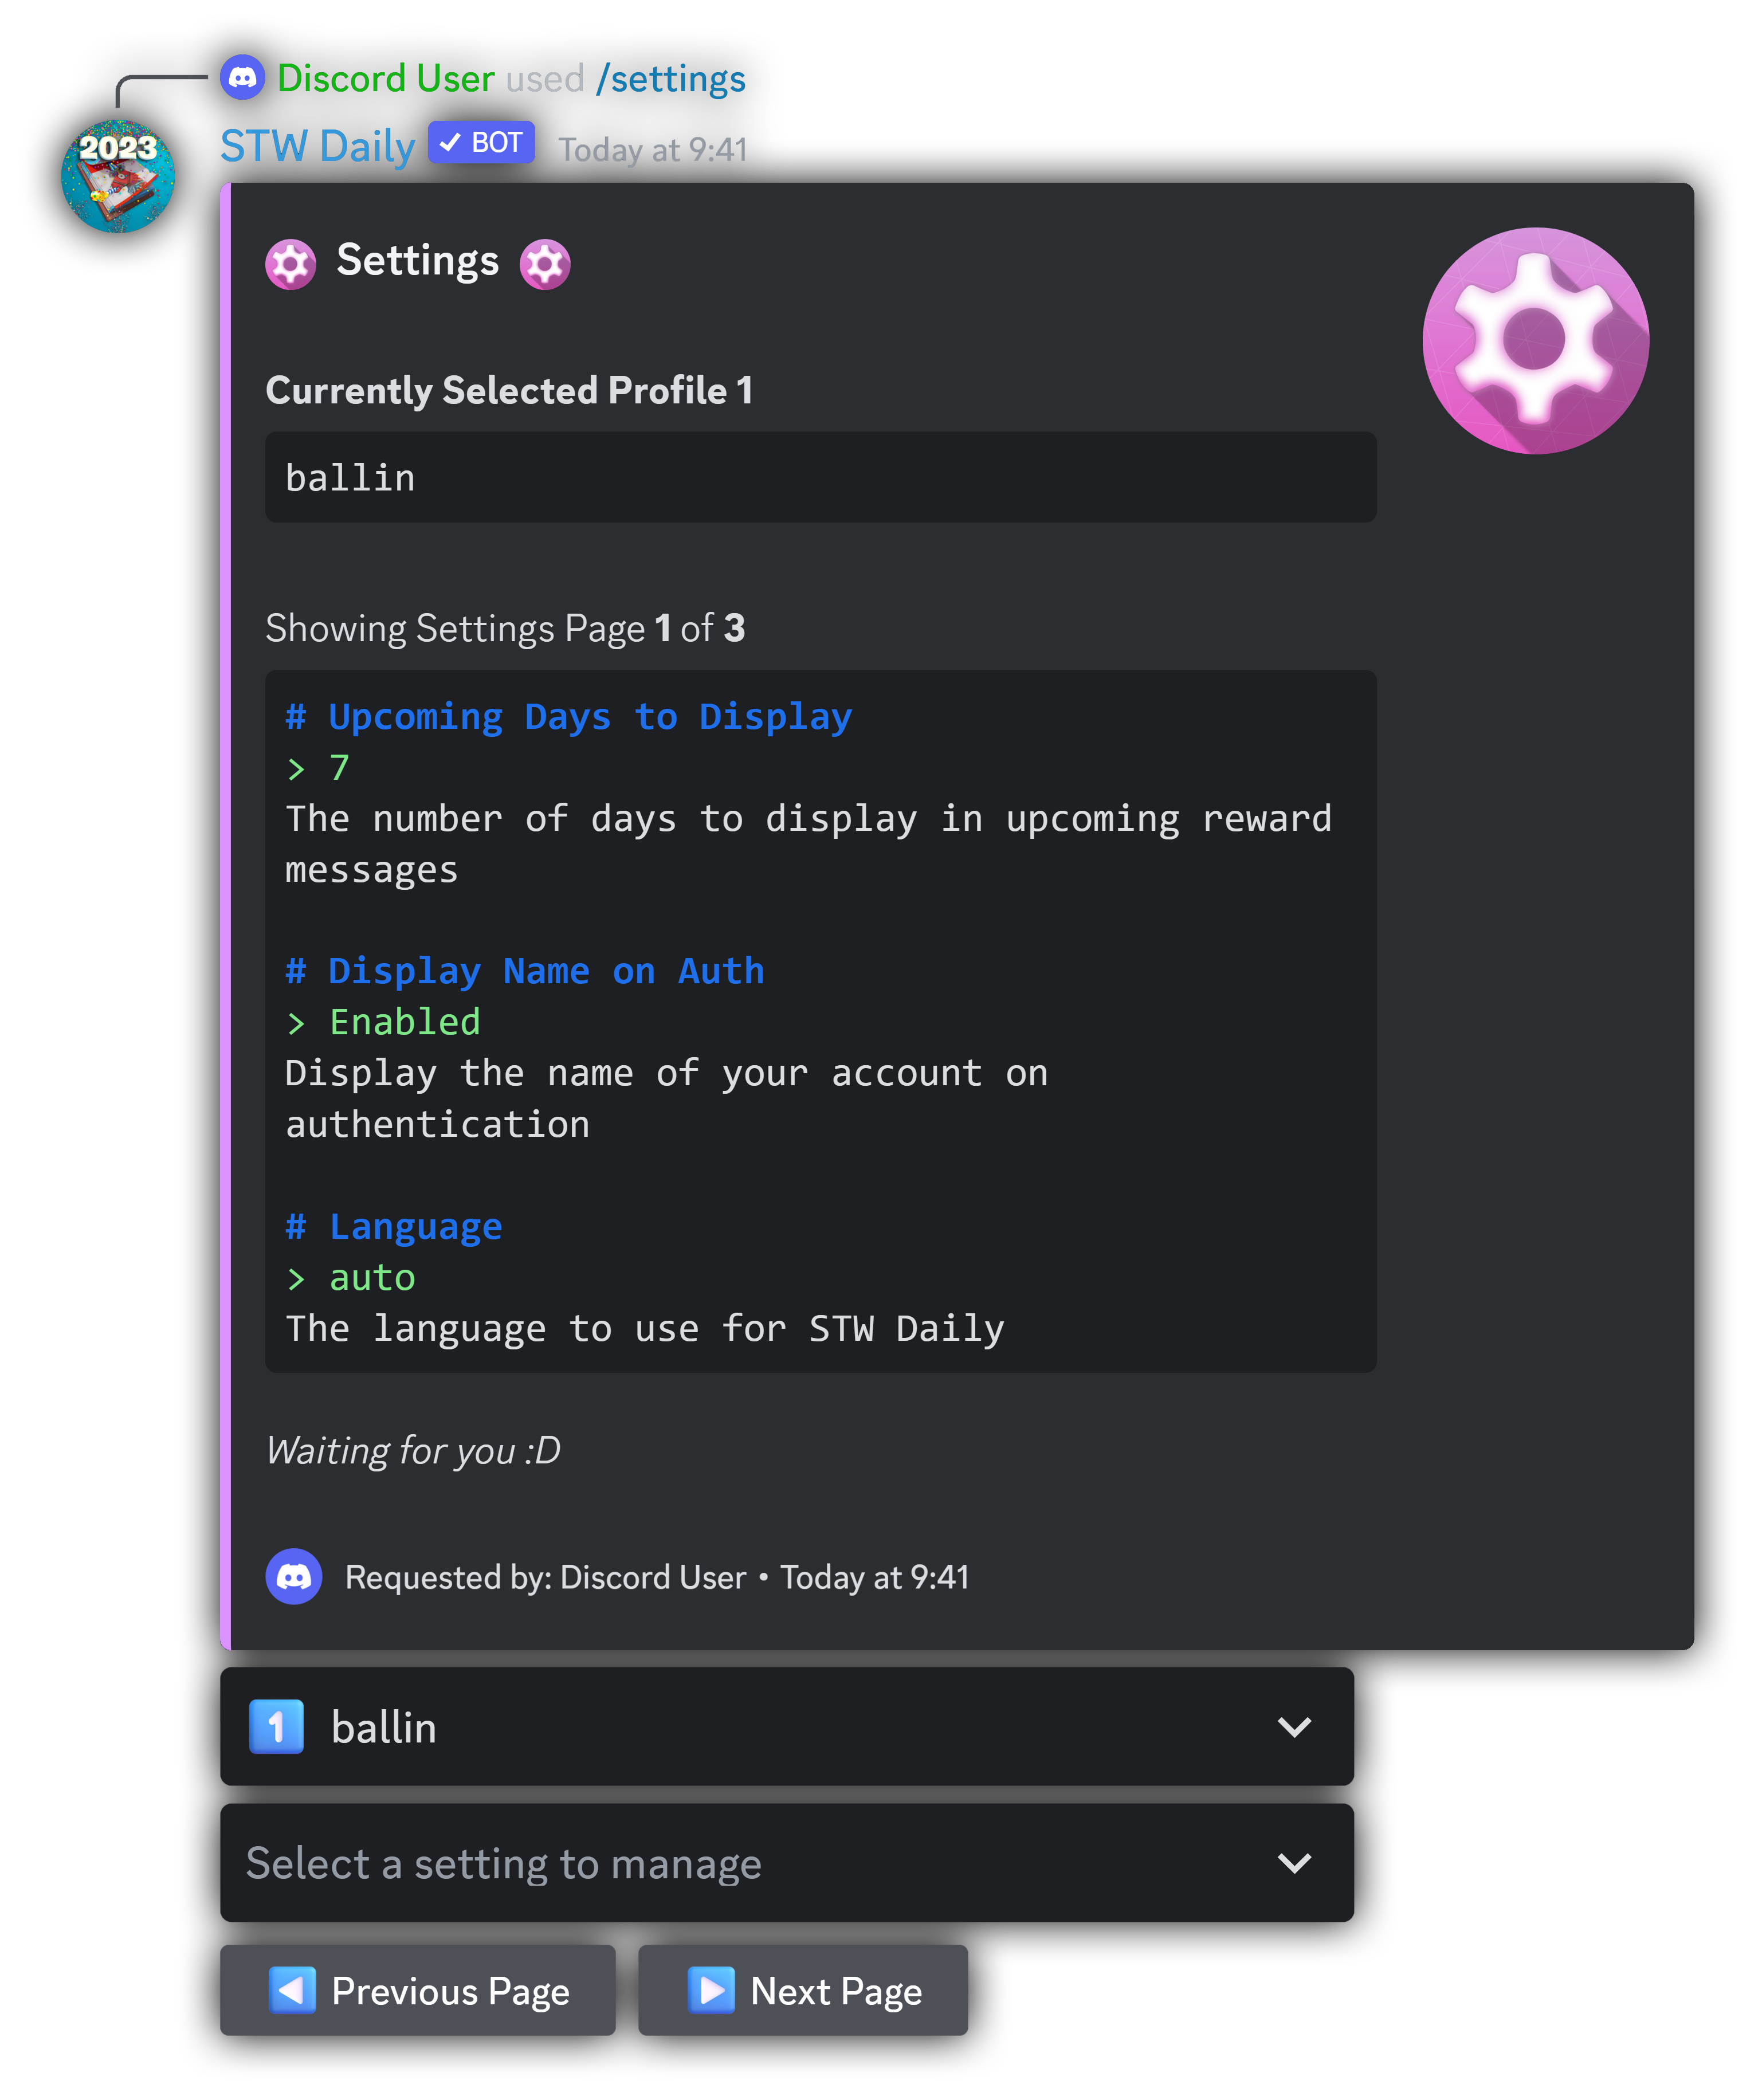 Discord User used /settings
2023
STW Daily BOT Today at 9:41
Settings
Currently Selected Profile 1
ballin
Showing Settings Page 1 of 3
# Upcoming Days to Display
> 7
The number of days to display in upcoming reward
messages
# Display Name on Auth
> Enabled
Display the name of your account on
authentication
# Language
> auto
The language to use for STW Daily
Waiting for you :D
Requested by: Discord User • Today at 9:41
1 ballin
Select a setting to manage
Previous Page Next Page